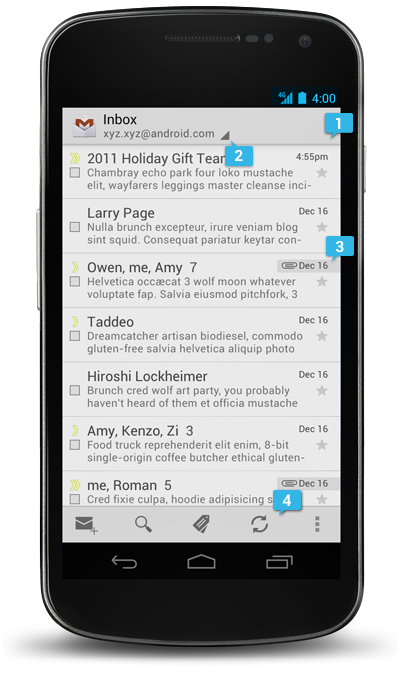 4G 4:00
1
Inbox
xyz.xyz@android.com
2
2011 Holiday Gift Tea 4:55pm
Chambray echo park four loko mustache
elit, wayfarers leggings master cleanse inci-
Larry Page Dec 16
Nulla brunch excepteur, irure veniam blog
sint squid. Consequat pariatur keytar con-
3
Owen, me, Amy 7 Dec 16
Helvetica occæcat 3 wolf moon whatever
voluptate fap. Salvia eiusmod pitchfork, 3
Taddeo Dec 16
Dreamcatcher artisan biodiesel, commodo
gluten-free salvia helvetica aliquip photo
Hiroshi Lockheimer Dec 16
Brunch cred wolf art party, you probably
haven't heard of them et officia mustache
Amy, Kenzo, Zi 3 Dec 16
Food truck reprehenderit elit enim, 8-bit
single-origin coffee butcher ethical gluten-
me, Roman 5 Dec 16
Cred fixie culpa, hoodie adipisicing s
4